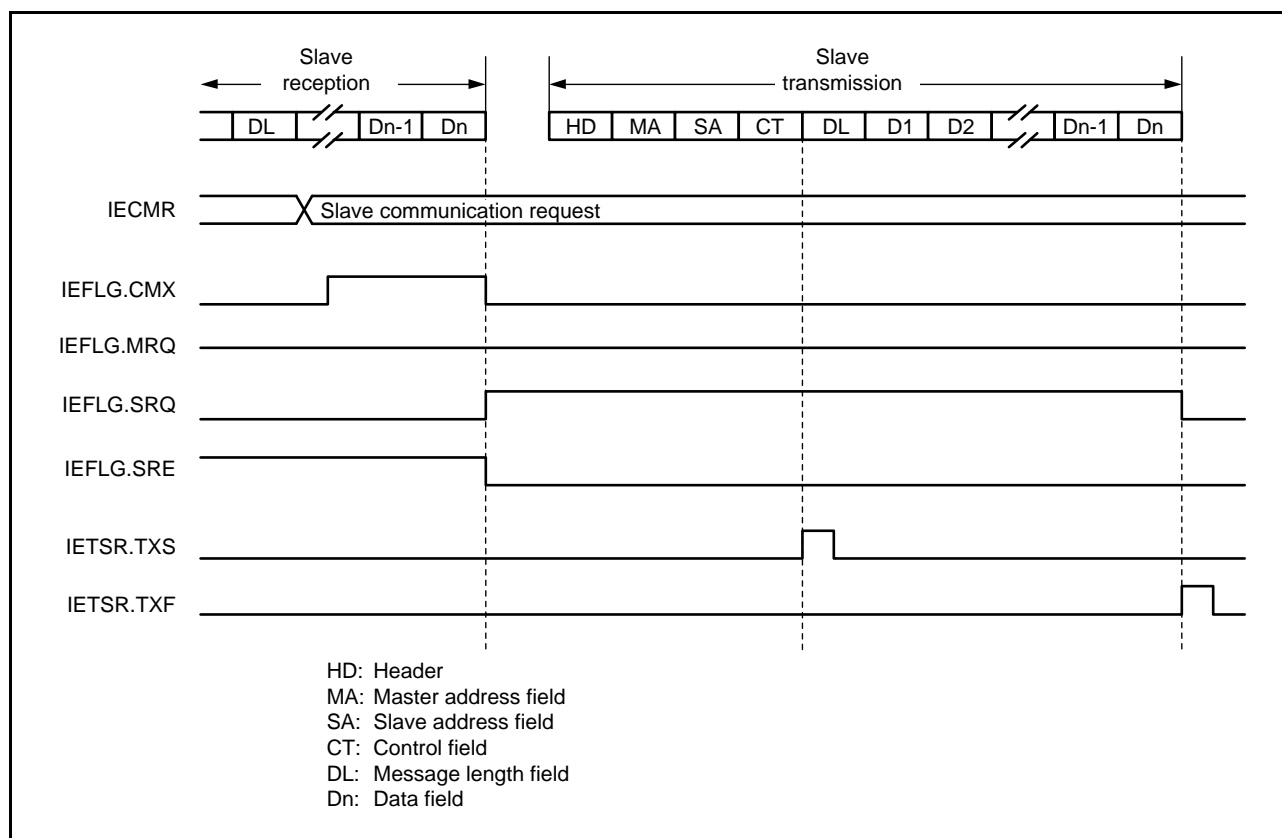 Slave
reception
Slave
transmission
DL Dn-1 Dn HD MA SA CT DL D1 D2 Dn-1 Dn
IECMR Slave communication request
IEFLG.CMX
IEFLG.MRQ
IEFLG.SRQ
IEFLG.SRE
IETSR.TXS
IETSR.TXF
HD: Header
MA: Master address field
SA: Slave address field
CT: Control field
DL: Message length field
Dn: Data field